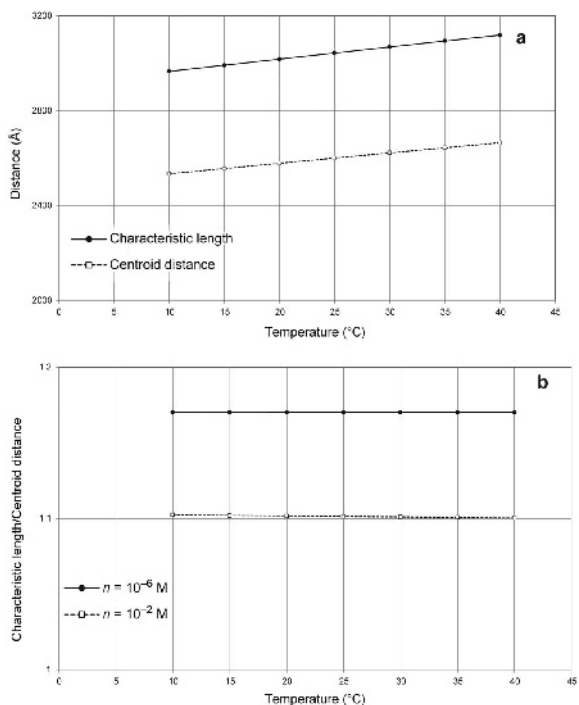 3200
a
2800
Distance (Å)
2400
Characteristic length
Centroid distance
2000
0 5 10 15 20 25 30 35 40 45
Temperature (°C)
1.2
b
Characteristic length/Centroid distance
1.1
n = 10⁻⁶ M
n = 10⁻² M
1
0 5 10 15 20 25 30 35 40 45
Temperature (°C)